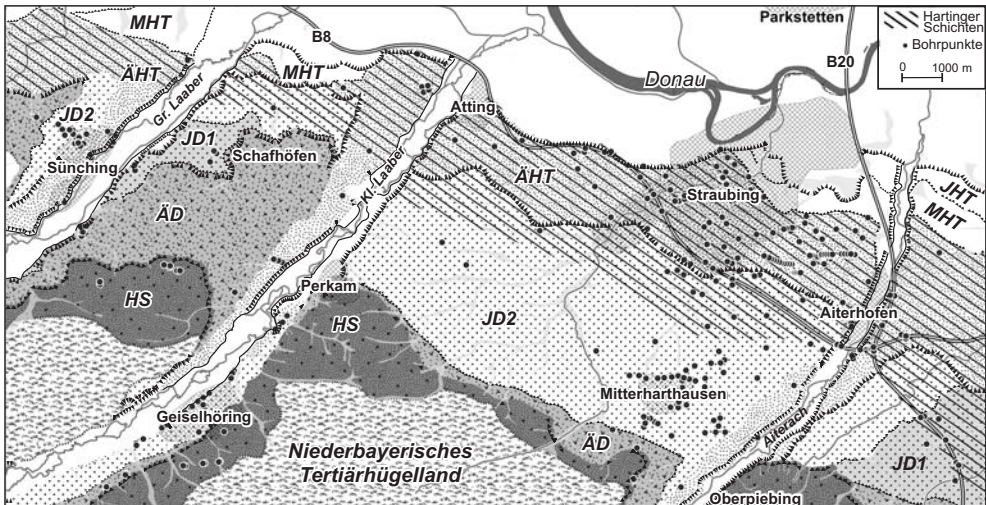 MHT
B8
Parkstetten
Hartinger
Schichten
Bohrpunkte
0 1000 m
B20
ÄHT
MHT
Donau
Gr. Laaber
JD2
Atting
JD1
Sünching
Schafhöfen
Kl. Laaber
ÄHT
Straubing
JHT
MHT
ÄD
HS
Perkam
HS
JD2
Aiterhofen
Mitterharthausen
Geiselhöring
Aiterach
ÄD
Niederbayerisches
Tertiärhügelland
JD1
Oberpiebing